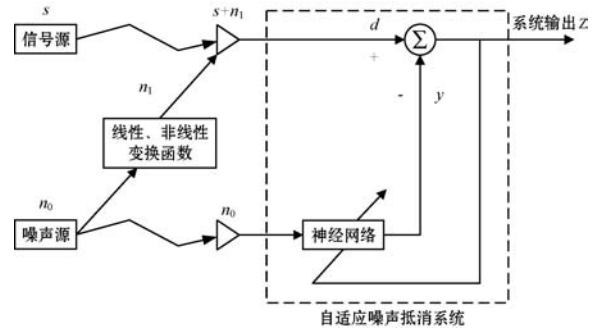 s
s+n₁
信号源
d
Σ
系统输出Z
+
n₁
-
y
线性、非线性
变换函数
n₀
n₀
噪声源
神经网络
自适应噪声抵消系统